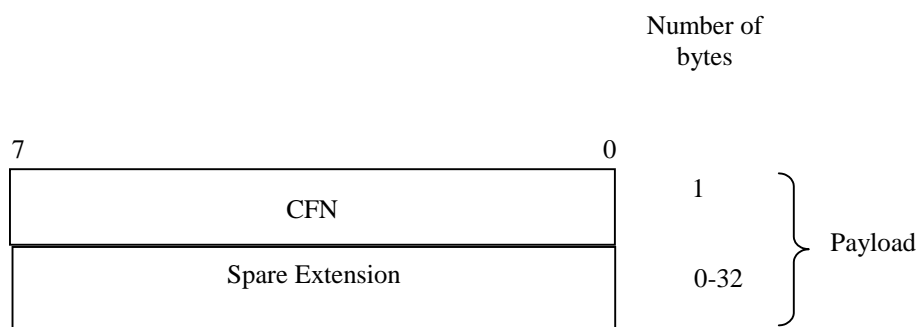 Number of
bytes
7 0
CFN 1
Payload
Spare Extension 0-32